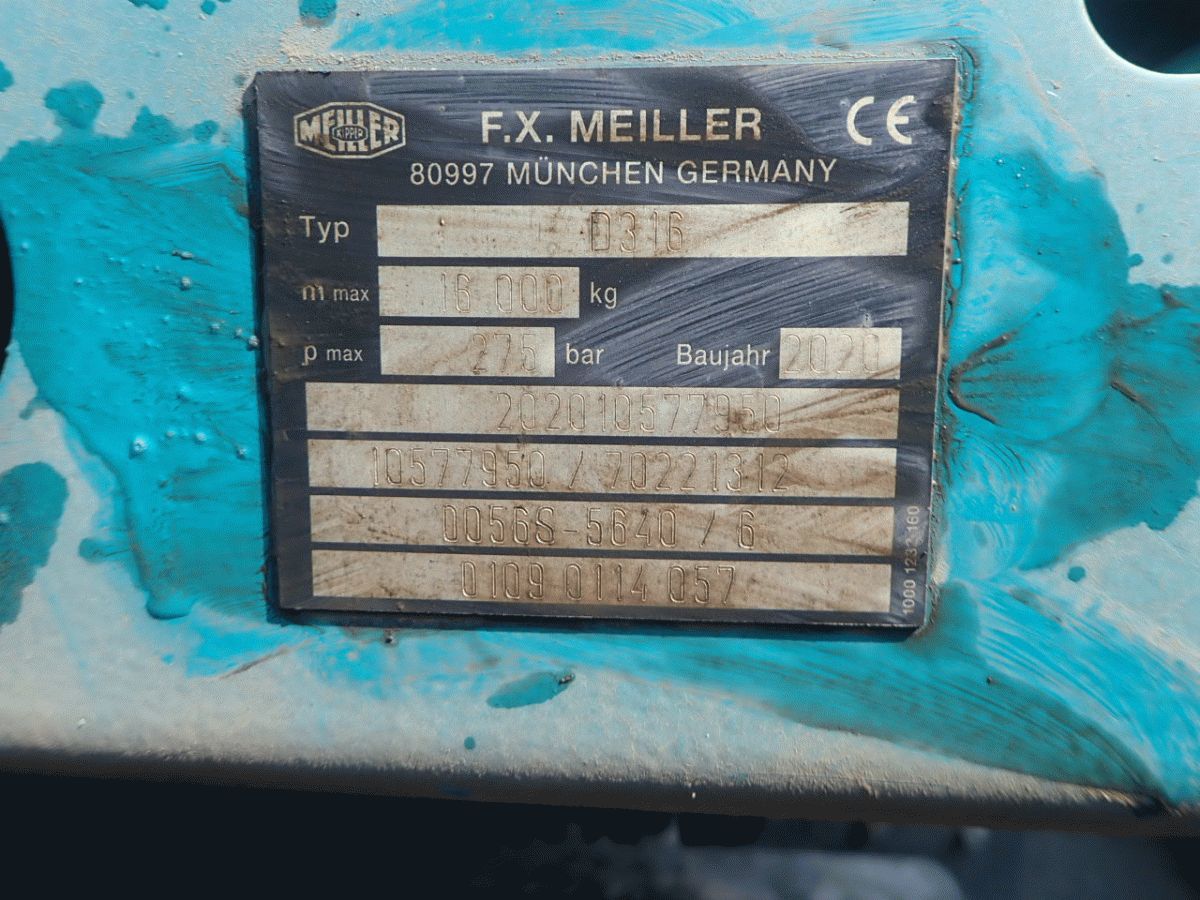 MEILLER
KIPPER
F.X. MEILLER
CE
80997 MÜNCHEN GERMANY
Typ D316
m max 16 000 kg
p max 275 bar Baujahr 2020
202010577950
10577950 / 70221312
0056S-5640 / 6
0109 0114 057
1000